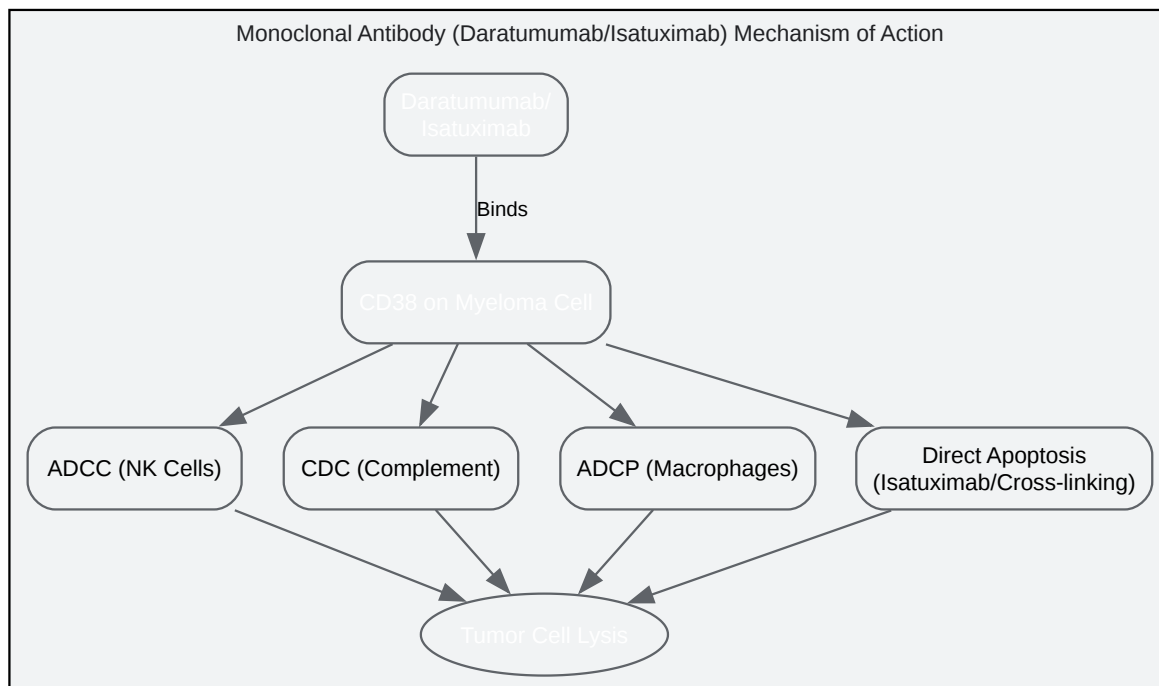 Monoclonal Antibody (Daratumumab/Isatuximab) Mechanism of Action
Daratumumab/
Isatuximab
Binds
CD38 on Myeloma Cell
ADCC (NK Cells)
CDC (Complement)
ADCP (Macrophages)
Direct Apoptosis
(Isatuximab/Cross-linking)
Tumor Cell Lysis